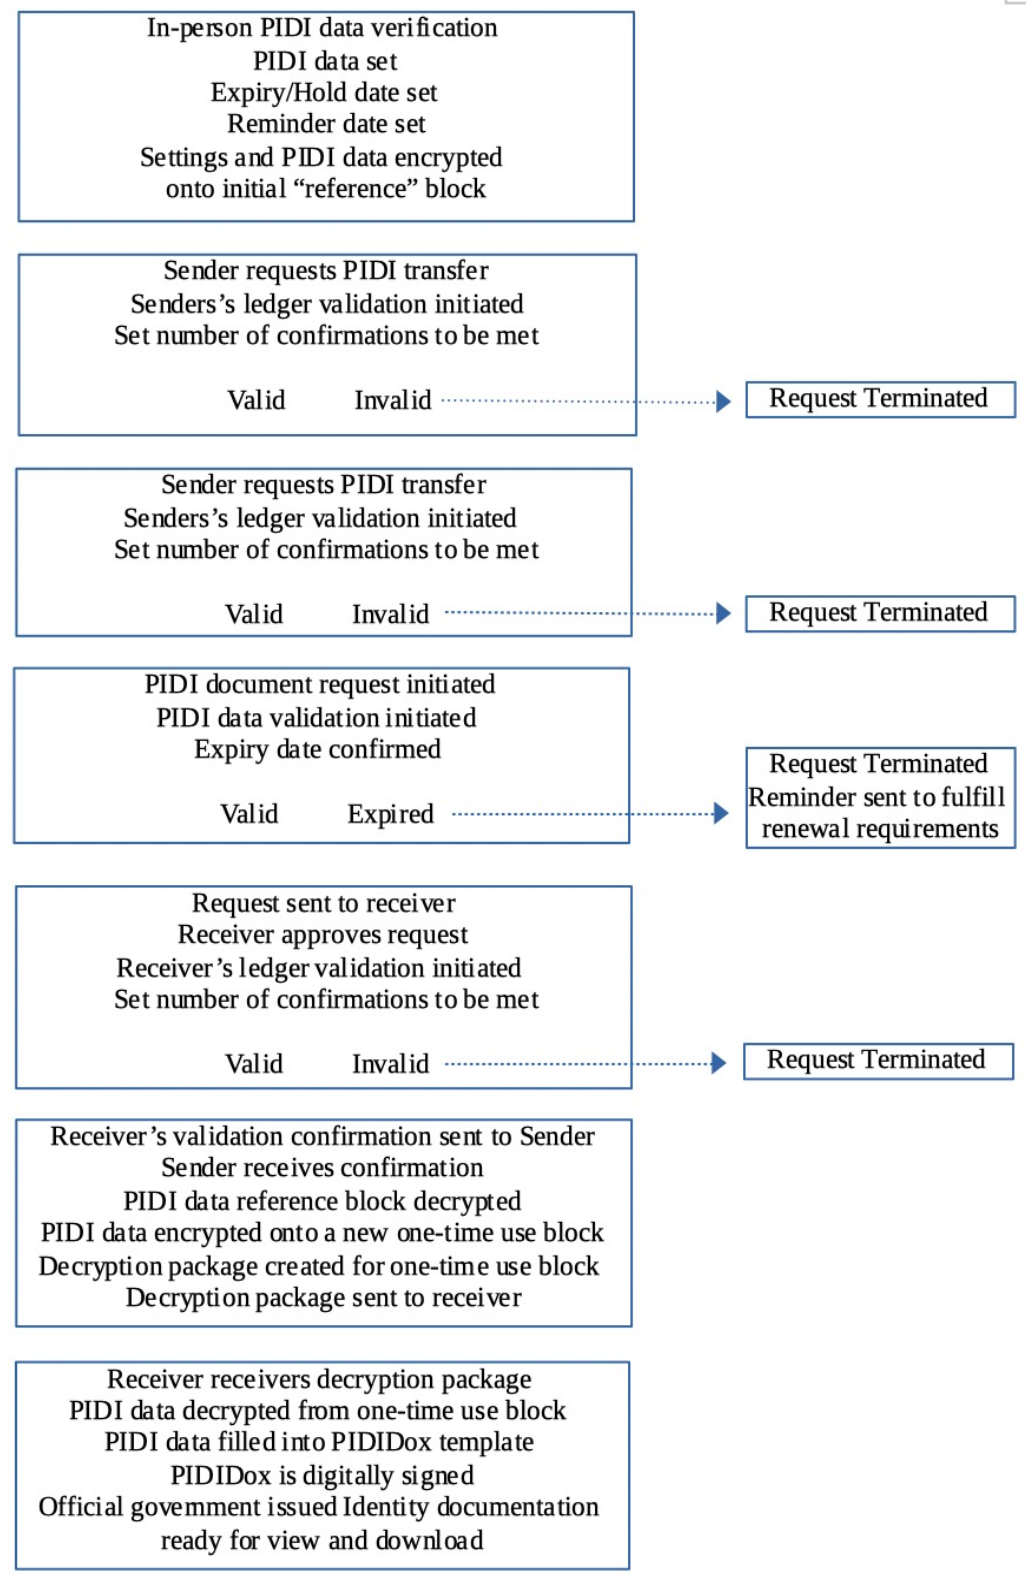 In-person PIDI data verification
PIDI data set
Expiry/Hold date set
Reminder date set
Settings and PIDI data encrypted
onto initial “reference” block
Sender requests PIDI transfer
Senders’s ledger validation initiated
Set number of confirmations to be met
Valid Invalid
Request Terminated
Sender requests PIDI transfer
Senders’s ledger validation initiated
Set number of confirmations to be met
Valid Invalid
Request Terminated
PIDI document request initiated
PIDI data validation initiated
Expiry date confirmed
Valid Expired
Request Terminated
Reminder sent to fulfill
renewal requirements
Request sent to receiver
Receiver approves request
Receiver’s ledger validation initiated
Set number of confirmations to be met
Valid Invalid
Request Terminated
Receiver’s validation confirmation sent to Sender
Sender receives confirmation
PIDI data reference block decrypted
PIDI data encrypted onto a new one-time use block
Decryption package created for one-time use block
Decryption package sent to receiver
Receiver receivers decryption package
PIDI data decrypted from one-time use block
PIDI data filled into PIDIDox template
PIDIDox is digitally signed
Official government issued Identity documentation
ready for view and download